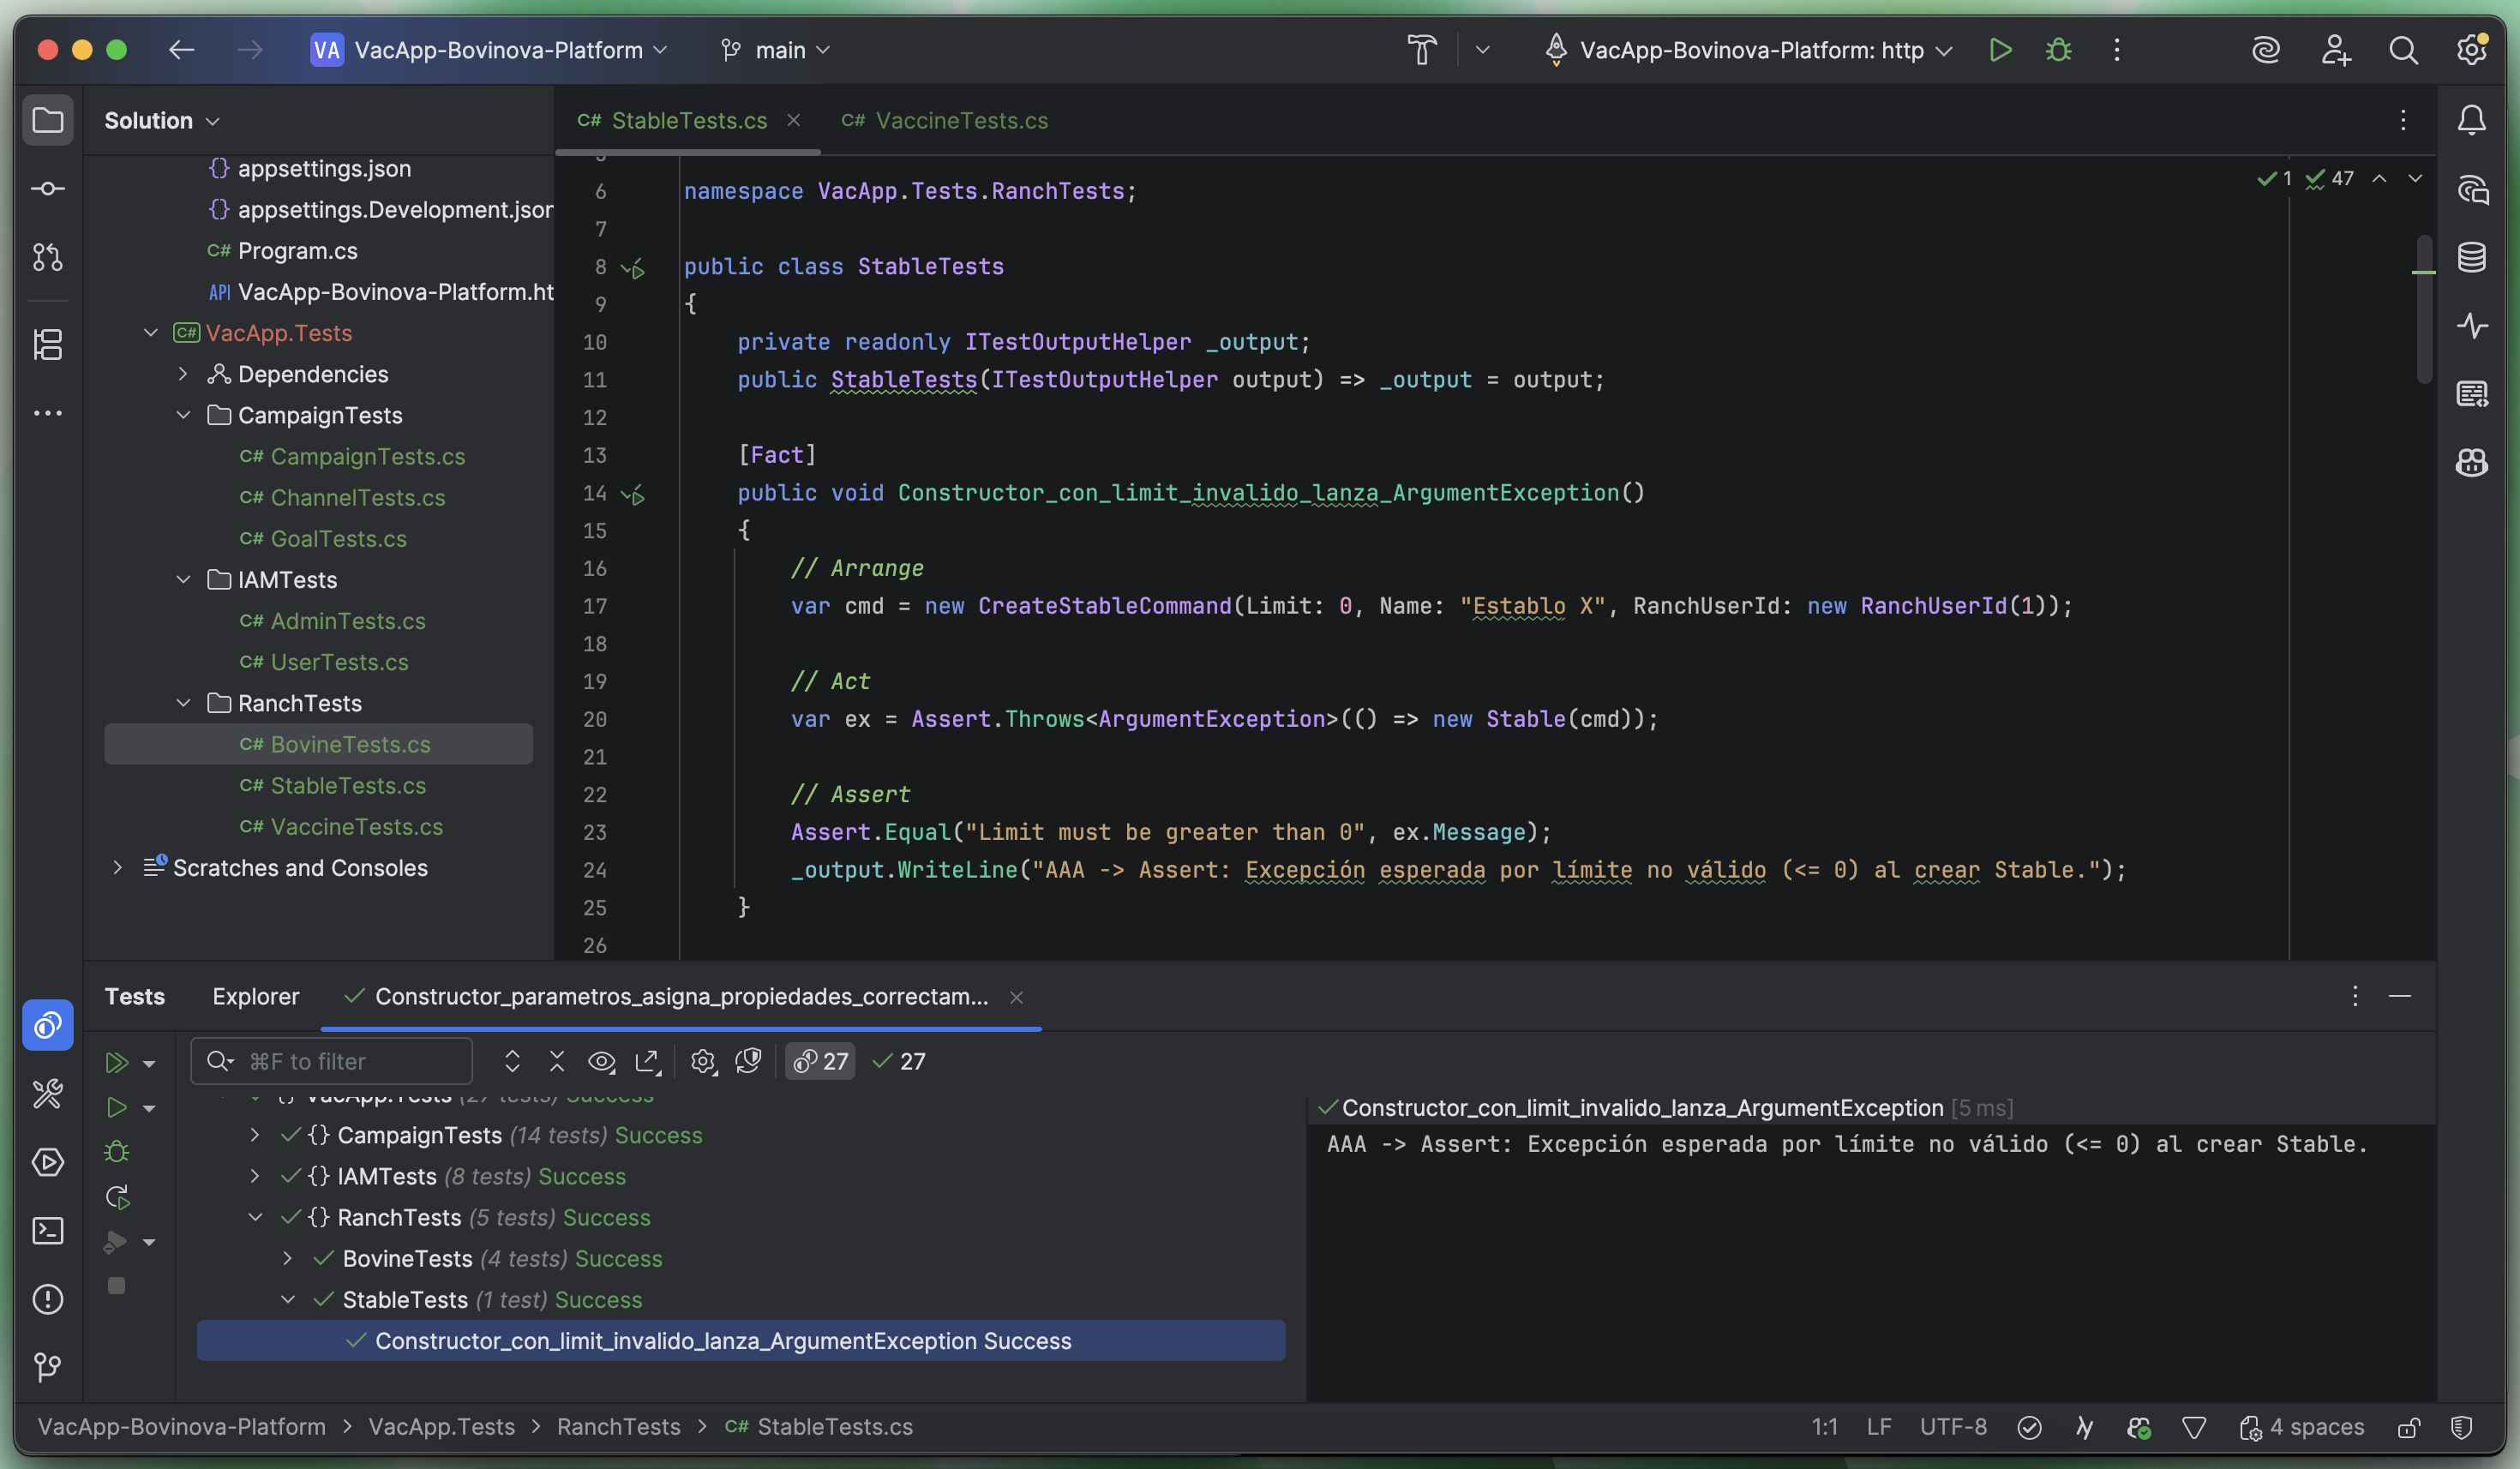 VA VacApp-Bovinova-Platform main VacApp-Bovinova-Platform: http
Solution
appsettings.json
appsettings.Development.json
C# Program.cs
API VacApp-Bovinova-Platform.ht
C# VacApp.Tests
Dependencies
CampaignTests
C# CampaignTests.cs
C# ChannelTests.cs
C# GoalTests.cs
IAMTests
C# AdminTests.cs
C# UserTests.cs
RanchTests
C# BovineTests.cs
C# StableTests.cs
C# VaccineTests.cs
Scratches and Consoles
C# StableTests.cs C# VaccineTests.cs
1 47
6 namespace VacApp.Tests.RanchTests;
7
8 public class StableTests
9 {
10 private readonly ITestOutputHelper _output;
11 public StableTests(ITestOutputHelper output) => _output = output;
12
13 [Fact]
14 public void Constructor_con_limit_invalido_lanza_ArgumentException()
15 {
16 // Arrange
17 var cmd = new CreateStableCommand(Limit: 0, Name: "Establo X", RanchUserId: new RanchUserId(1));
18
19 // Act
20 var ex = Assert.Throws<ArgumentException>(() => new Stable(cmd));
21
22 // Assert
23 Assert.Equal("Limit must be greater than 0", ex.Message);
24 _output.WriteLine("AAA -> Assert: Excepción esperada por límite no válido (<= 0) al crear Stable.");
25 }
26
Tests Explorer Constructor_parametros_asigna_propiedades_correctam...
⌘F to filter 27 27
VacApp.Tests (27 tests) Success
{} CampaignTests (14 tests) Success
{} IAMTests (8 tests) Success
{} RanchTests (5 tests) Success
BovineTests (4 tests) Success
StableTests (1 test) Success
Constructor_con_limit_invalido_lanza_ArgumentException Success
Constructor_con_limit_invalido_lanza_ArgumentException [5 ms]
AAA -> Assert: Excepción esperada por límite no válido (<= 0) al crear Stable.
VacApp-Bovinova-Platform > VacApp.Tests > RanchTests > C# StableTests.cs 1:1 LF UTF-8 4 spaces